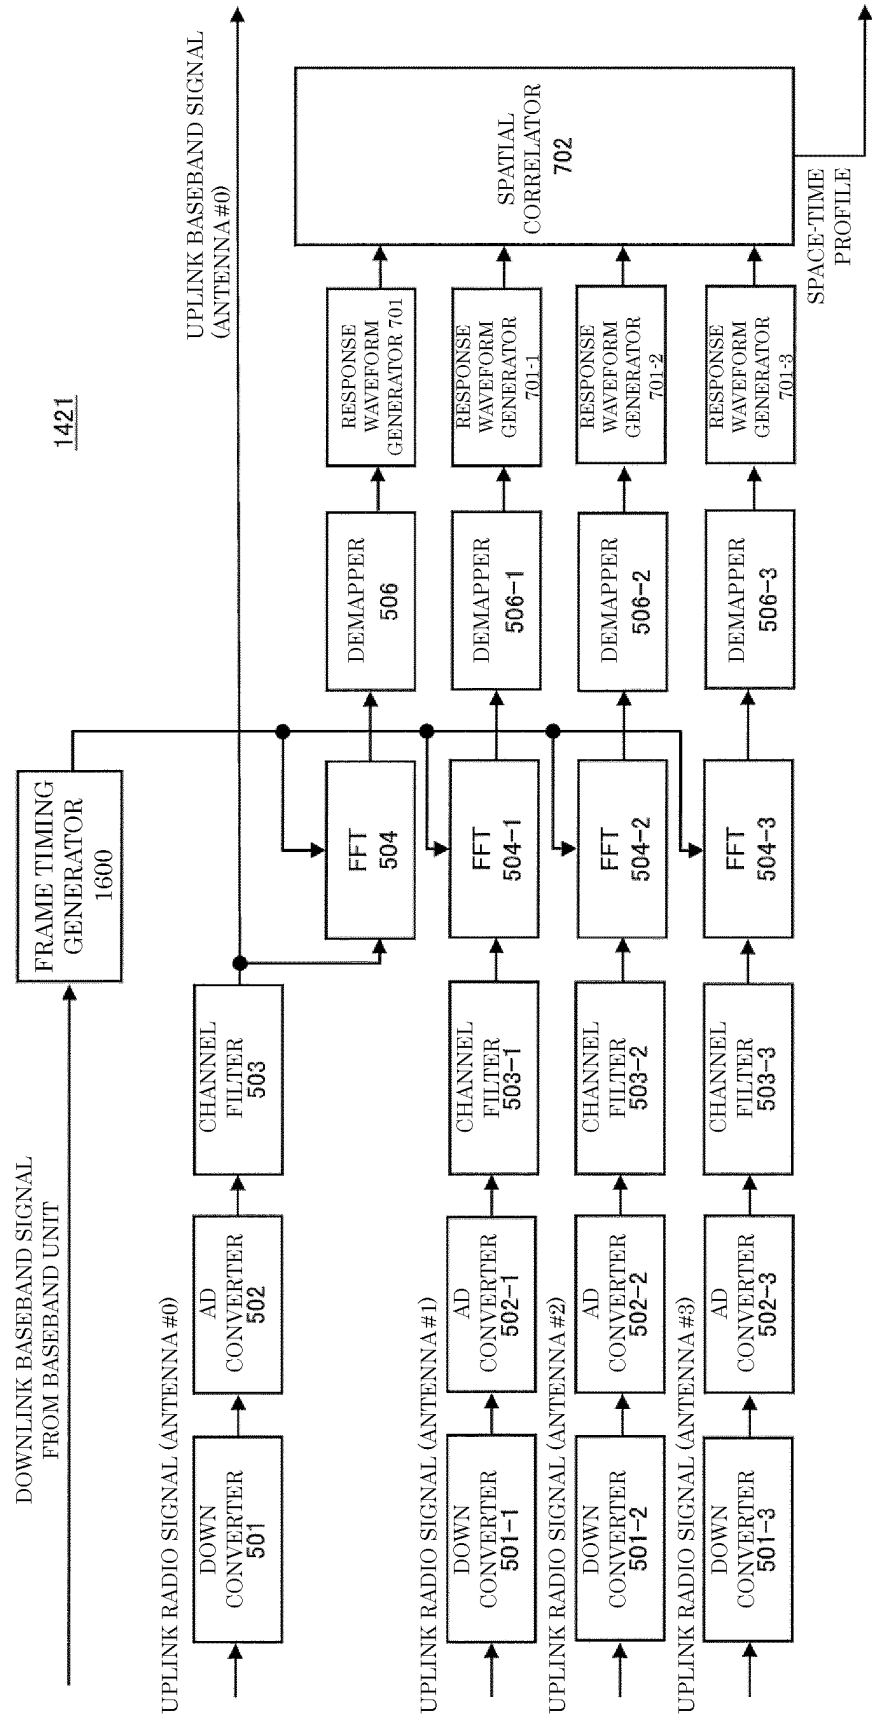 1421
DOWNLINK BASEBAND SIGNAL
FROM BASEBAND UNIT
FRAME TIMING
GENERATOR
1600
UPLINK RADIO SIGNAL (ANTENNA #0)
DOWN
CONVERTER
501
AD
CONVERTER
502
CHANNEL
FILTER
503
UPLINK BASEBAND SIGNAL
(ANTENNA #0)
FFT
504
DEMAPPER
506
RESPONSE
WAVEFORM
GENERATOR 701
UPLINK RADIO SIGNAL (ANTENNA #1)
DOWN
CONVERTER
501-1
AD
CONVERTER
502-1
CHANNEL
FILTER
503-1
FFT
504-1
DEMAPPER
506-1
RESPONSE
WAVEFORM
GENERATOR
701-1
UPLINK RADIO SIGNAL (ANTENNA #2)
DOWN
CONVERTER
501-2
AD
CONVERTER
502-2
CHANNEL
FILTER
503-2
FFT
504-2
DEMAPPER
506-2
RESPONSE
WAVEFORM
GENERATOR
701-2
UPLINK RADIO SIGNAL (ANTENNA #3)
DOWN
CONVERTER
501-3
AD
CONVERTER
502-3
CHANNEL
FILTER
503-3
FFT
504-3
DEMAPPER
506-3
RESPONSE
WAVEFORM
GENERATOR
701-3
SPATIAL
CORRELATOR
702
SPACE-TIME
PROFILE